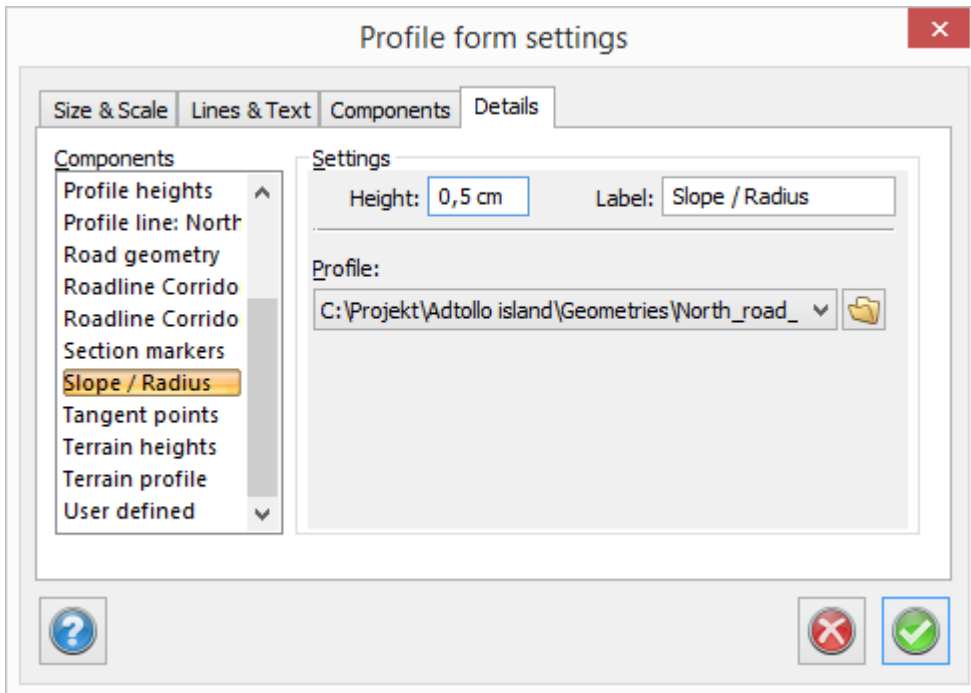 Profile form settings
Size & Scale Lines & Text Components Details
Components
Profile heights
Profile line: North
Road geometry
Roadline Corrido
Roadline Corrido
Section markers
Slope / Radius
Tangent points
Terrain heights
Terrain profile
User defined
Settings
Height: 0,5 cm Label: Slope / Radius
Profile:
C:\Projekt\Adtollo island\Geometries\North_road_